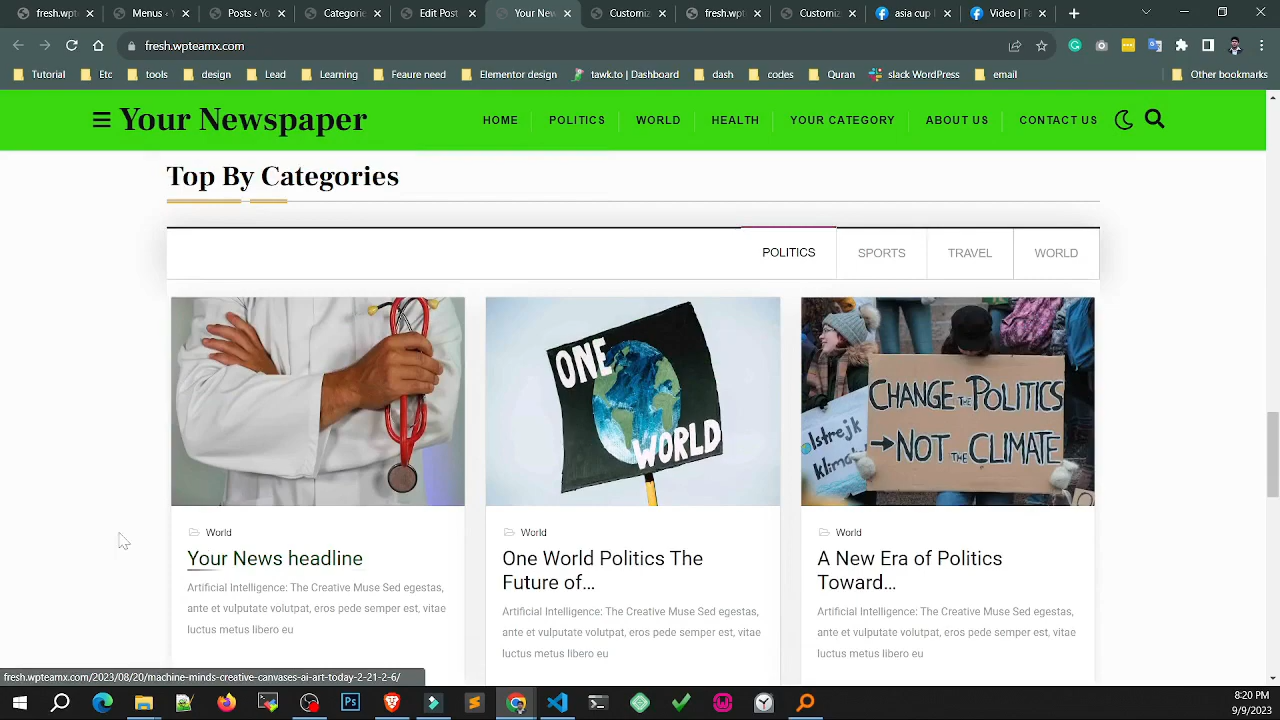 fresh.wp
Menus ‹ Y
Posts ‹ Yo
Categorie
Edit Post
Your New
Customiz
fresh.wpt
Customiz
asia cup
Video | Fa
fresh.wpteamx.com
Tutorial
Etc
tools
design
Lead
Learning
Feaure need
Elementor design
tawk.to | Dashboard
dash
codes
Quran
slack WordPress
email
Other bookmarks
Your Newspaper
HOME
POLITICS
WORLD
HEALTH
YOUR CATEGORY
ABOUT US
CONTACT US
Top By Categories
POLITICS
SPORTS
TRAVEL
WORLD
ONE
WORLD
CHANGE THE POLITICS
→NOT THE CLIMATE
olstrejk
World
Your News headline
Artificial Intelligence: The Creative Muse Sed egestas,
ante et vulputate volutpat, eros pede semper est, vitae
luctus metus libero eu
World
One World Politics The
Future of...
Artificial Intelligence: The Creative Muse Sed egestas,
ante et vulputate volutpat, eros pede semper est, vitae
luctus metus libero eu
World
A New Era of Politics
Toward...
Artificial Intelligence: The Creative Muse Sed egestas,
ante et vulputate volutpat, eros pede semper est, vitae
luctus metus libero eu
fresh.wpteamx.com/2023/08/20/machine-minds-creative-canvases-ai-art-today-2-21-2-6/
8:20 PM
9/9/2023